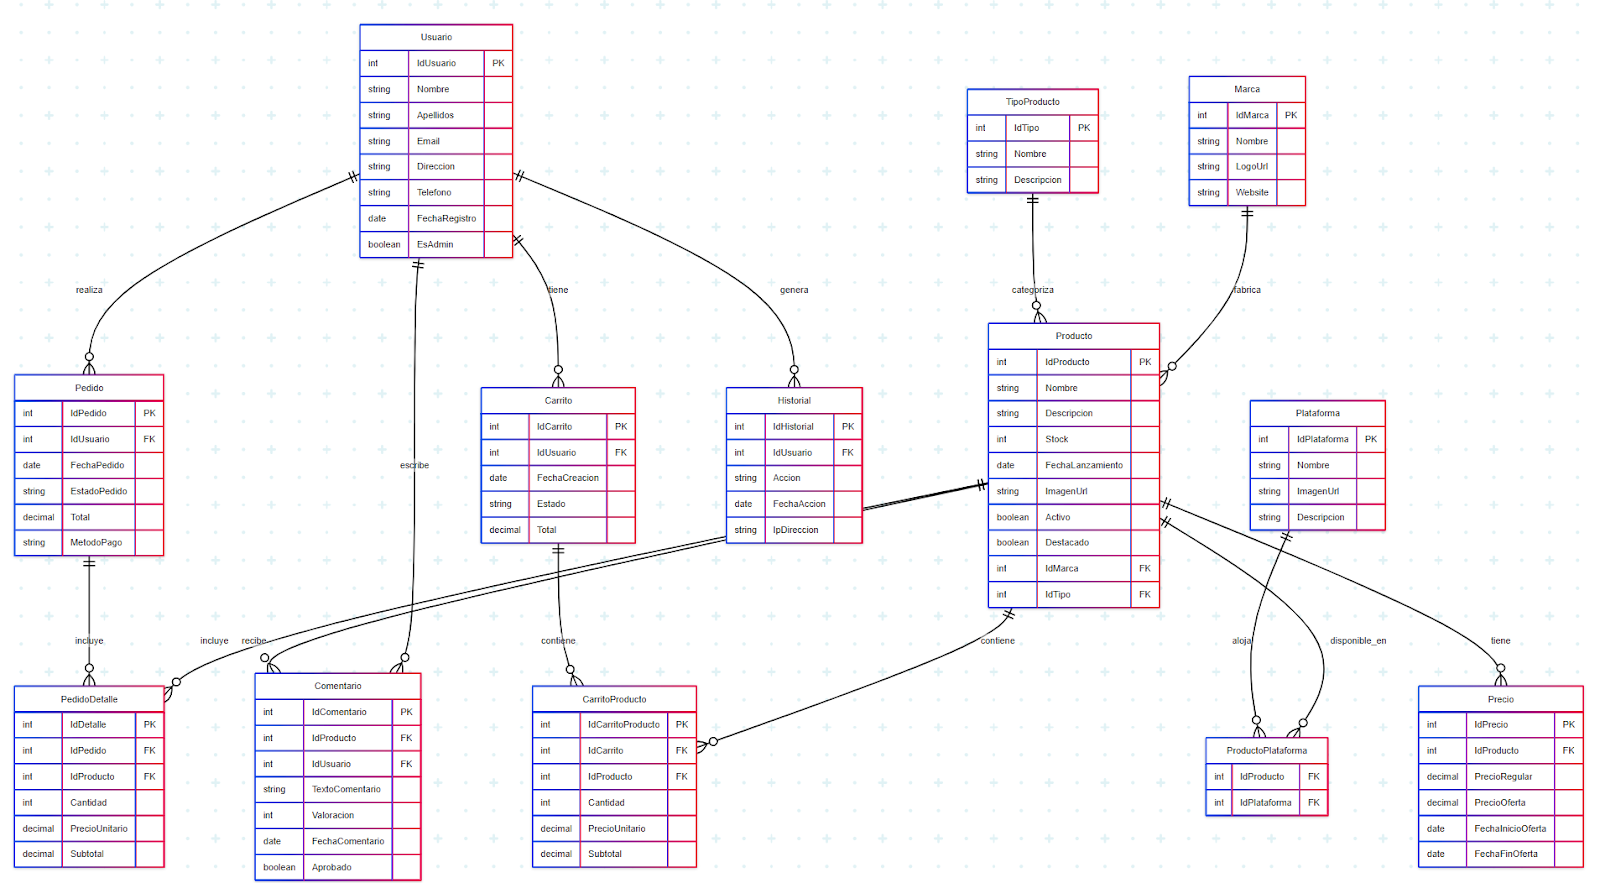 Usuario
int IdUsuario PK
string Nombre
string Apellidos
string Email
string Direccion
string Telefono
date FechaRegistro
boolean EsAdmin
TipoProducto
int IdTipo PK
string Nombre
string Descripcion
Marca
int IdMarca PK
string Nombre
string LogoUrl
string Website
realiza
tiene
genera
categoriza
fabrica
Pedido
int IdPedido PK
int IdUsuario FK
date FechaPedido
string EstadoPedido
decimal Total
string MetodoPago
escribe
Carrito
int IdCarrito PK
int IdUsuario FK
date FechaCreacion
string Estado
decimal Total
Historial
int IdHistorial PK
int IdUsuario FK
string Accion
date FechaAccion
string IpDireccion
Producto
int IdProducto PK
string Nombre
string Descripcion
int Stock
date FechaLanzamiento
string ImagenUrl
boolean Activo
boolean Destacado
int IdMarca FK
int IdTipo FK
Plataforma
int IdPlataforma PK
string Nombre
string ImagenUrl
string Descripcion
incluye
incluye
recibe
contiene
contiene
aloja
disponible_en
tiene
PedidoDetalle
int IdDetalle PK
int IdPedido FK
int IdProducto FK
int Cantidad
decimal PrecioUnitario
decimal Subtotal
Comentario
int IdComentario PK
int IdProducto FK
int IdUsuario FK
string TextoComentario
int Valoracion
date FechaComentario
boolean Aprobado
CarritoProducto
int IdCarritoProducto PK
int IdCarrito FK
int IdProducto FK
int Cantidad
decimal PrecioUnitario
decimal Subtotal
ProductoPlataforma
int IdProducto FK
int IdPlataforma FK
Precio
int IdPrecio PK
int IdProducto FK
decimal PrecioRegular
decimal PrecioOferta
date FechaInicioOferta
date FechaFinOferta